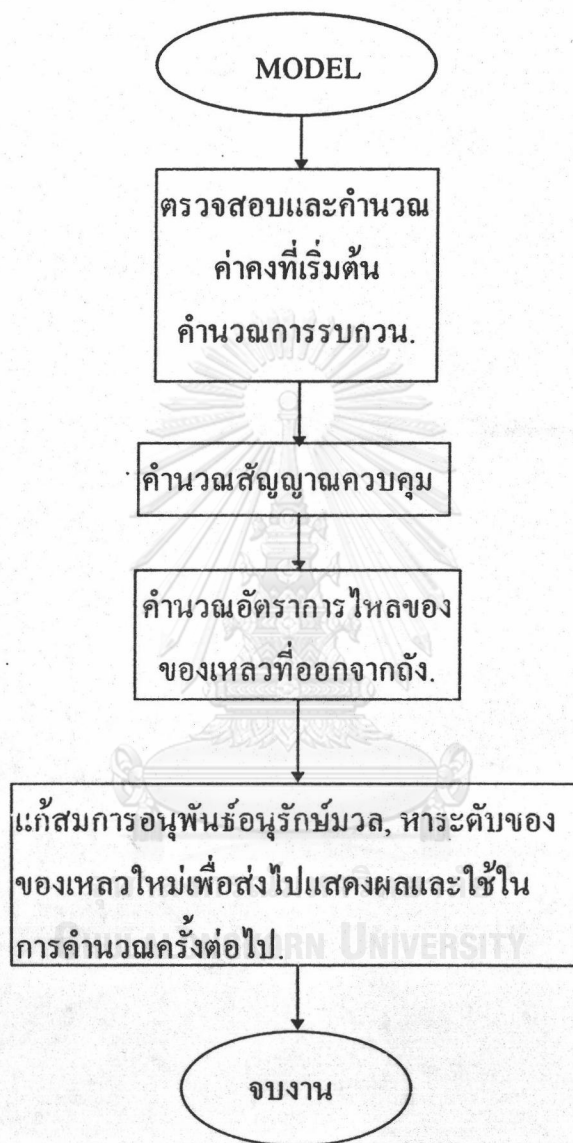 MODEL
ตรวจสอบและคำนวณ
ค่าคงที่เริ่มต้น
คำนวณการรบกวน.
คำนวณสัญญาณควบคุม
คำนวณอัตราการไหลของ
ของเหลวที่ออกจากถัง.
แก้สมการอนุพันธ์อนุรักษ์มวล, หาระดับของ
ของเหลวใหม่เพื่อส่งไปแสดงผลและใช้ใน
การคำนวณครั้งต่อไป.
UNIVERSITY
จบงาน